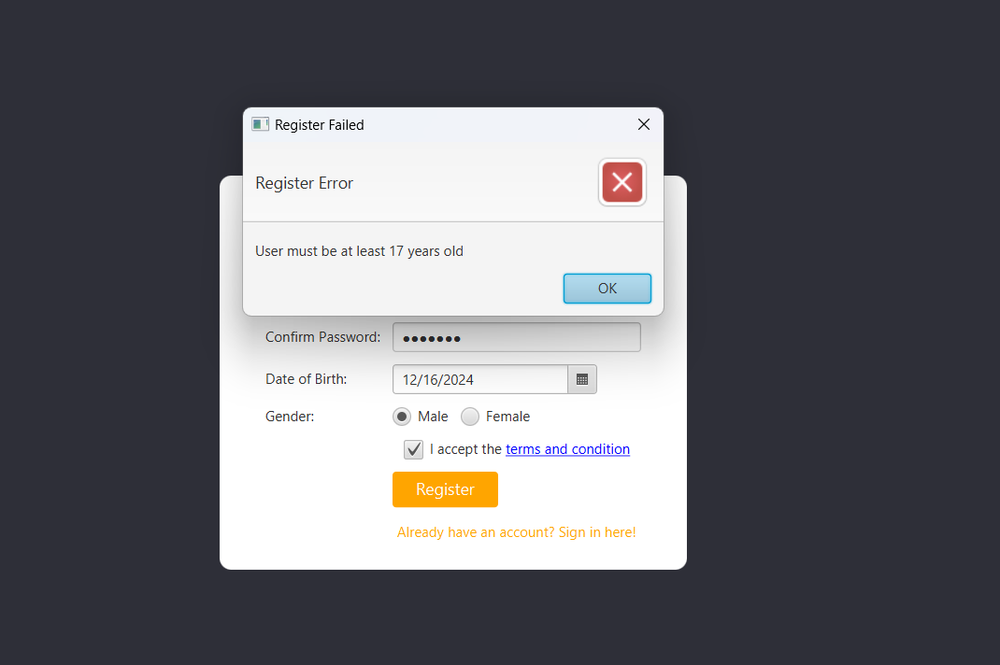 Register Failed
Register Error
User must be at least 17 years old
OK
Confirm Password: ●●●●●●●
Date of Birth: 12/16/2024
Gender: Male Female
I accept the terms and condition
Register
Already have an account? Sign in here!